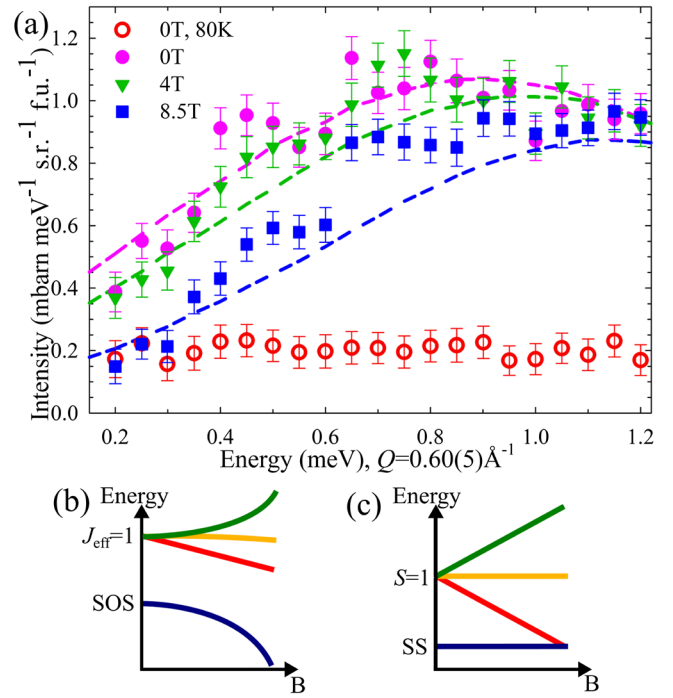 (a)
0T, 80K
0T
4T
8.5T
Intensity (mbarn meV⁻¹ s.r.⁻¹ f.u.⁻¹)
1.2
1.0
0.8
0.6
0.4
0.2
0.0
0.2 0.4 0.6 0.8 1.0 1.2
Energy (meV), Q=0.60(5)Å⁻¹
(b)
Energy
J_eff=1
SOS
B
(c)
Energy
S=1
SS
B